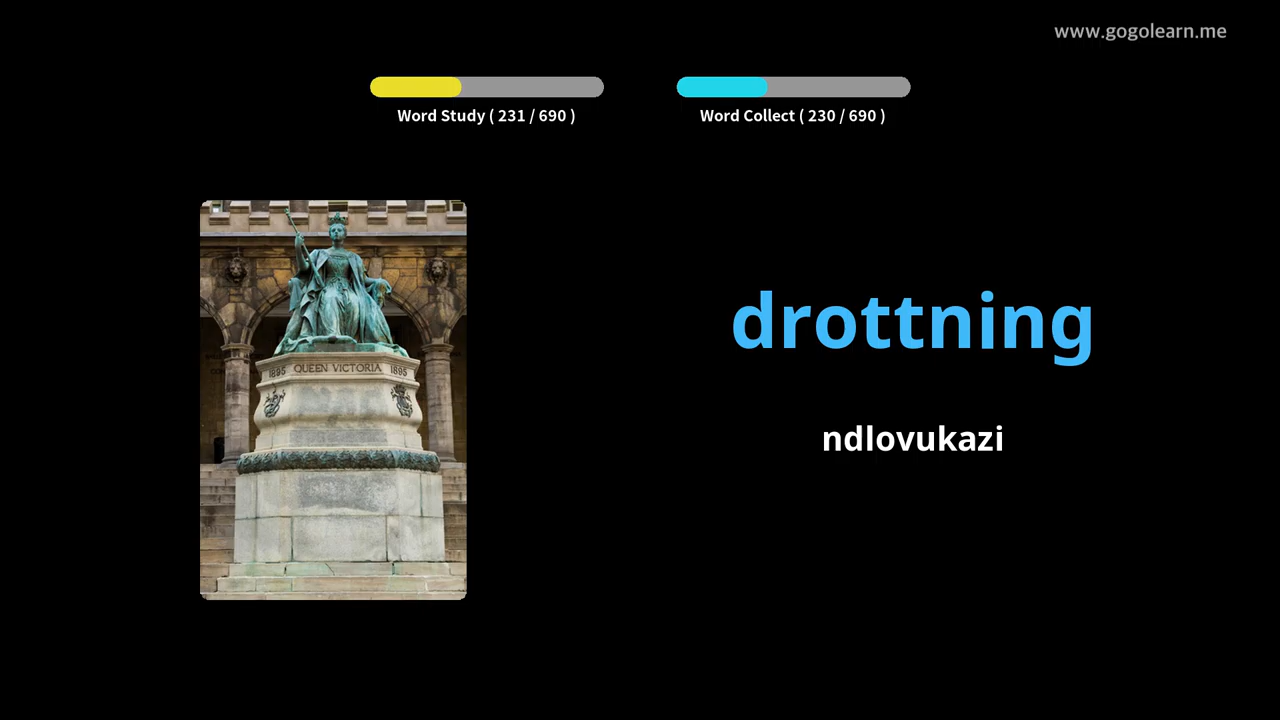 www.gogolearn.me
Word Study ( 231 / 690 )
Word Collect ( 230 / 690 )
1895 QUEEN VICTORIA 1895
drottning
ndlovukazi